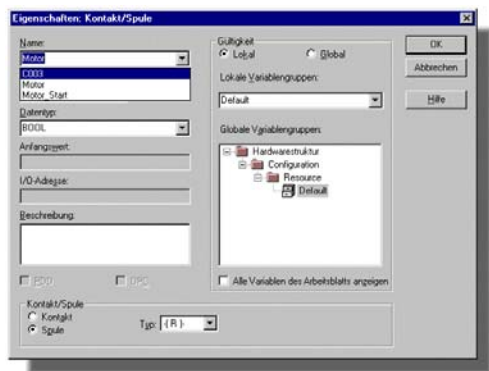 Eigenschaften: Kontakt/Spule
Name:
Motor
C003
Motor
Motor_Start
Datentyp:
BOOL
Anfangswert:
I/O-Adresse:
Beschreibung:
PDD
OPC
Gültigkeit
Lokal
Global
Lokale Variablengruppen:
Default
Globale Variablengruppen:
Hardwarestruktur
Configuration
Resource
Default
Alle Variablen des Arbeitsblatts anzeigen
OK
Abbrechen
Hilfe
Kontakt/Spule
Kontakt
Spule
Typ:
-( R )-